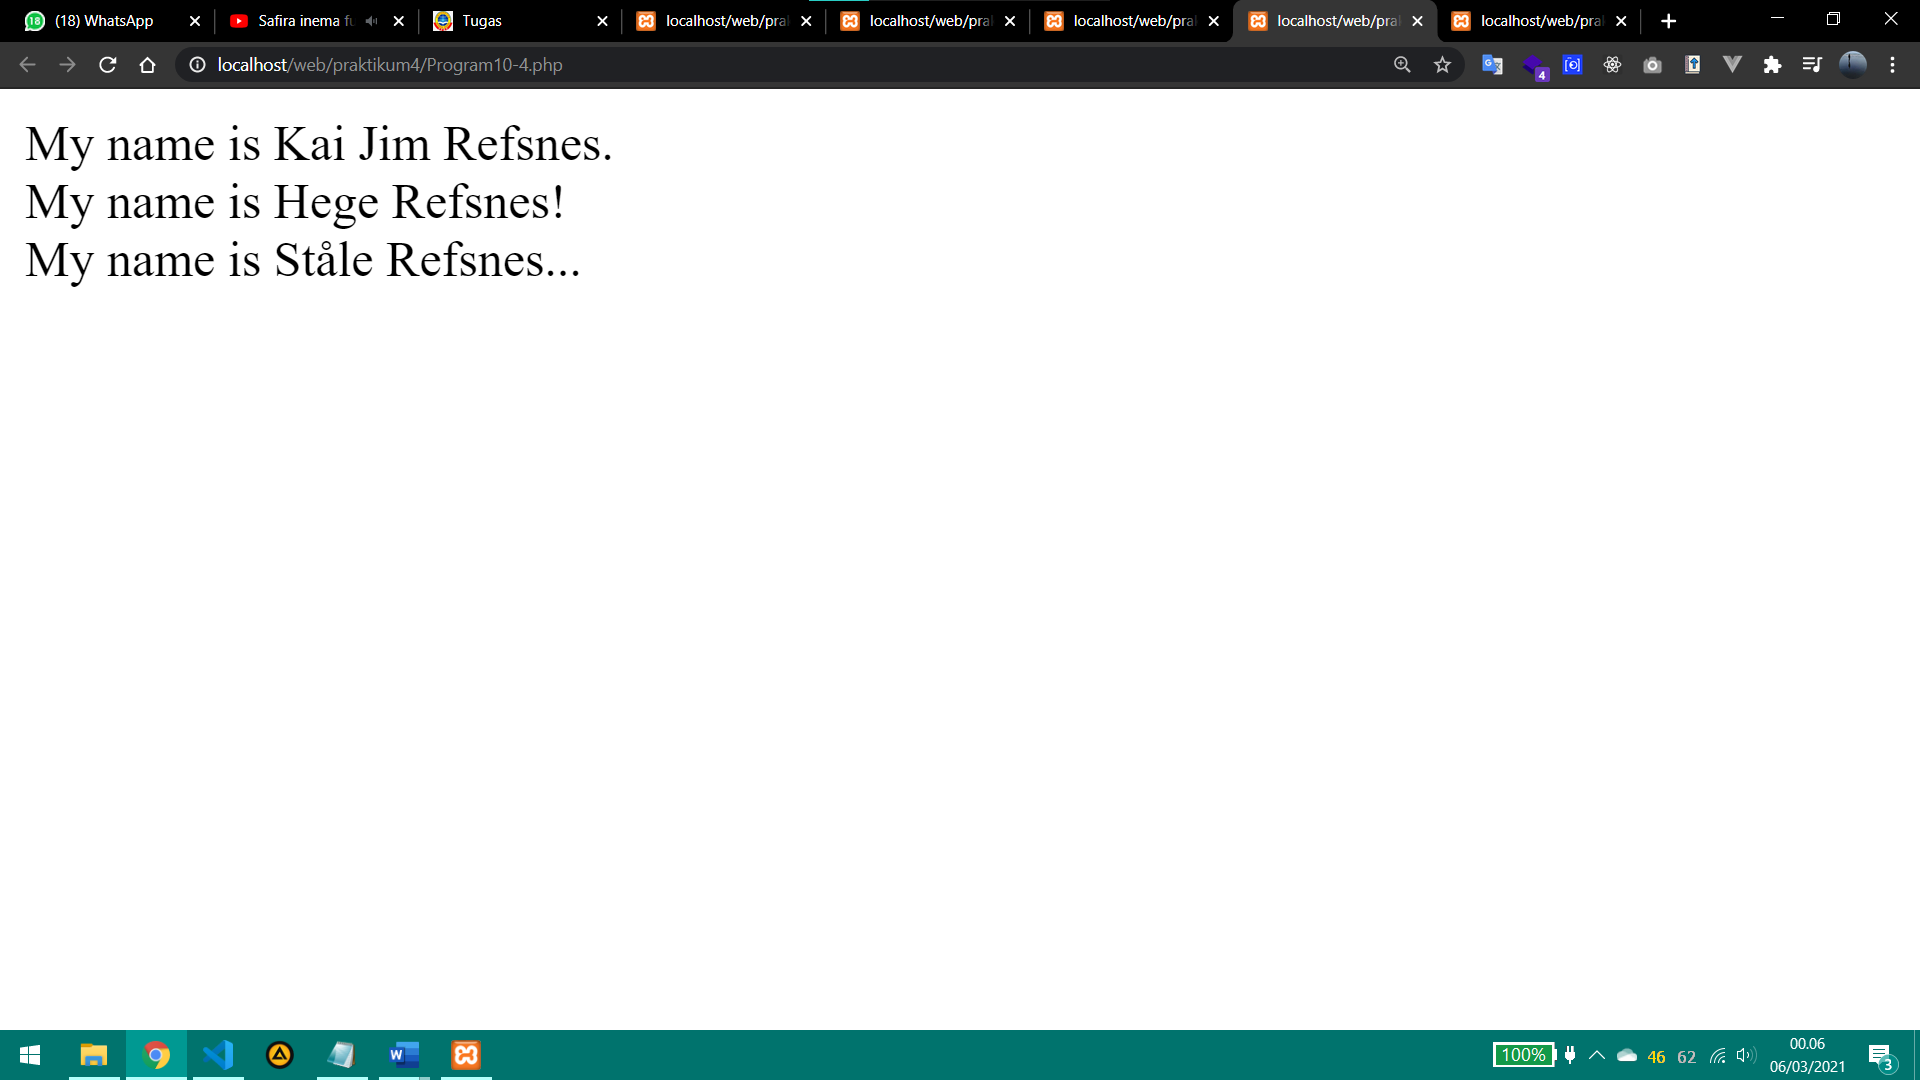 (18) WhatsApp
Safira inema fu
Tugas
localhost/web/pra
localhost/web/pra
localhost/web/pra
localhost/web/pra
localhost/web/pra
localhost/web/praktikum4/Program10-4.php
4
My name is Kai Jim Refsnes.
My name is Hege Refsnes!
My name is Ståle Refsnes...
100%
46
62
00.06
06/03/2021
3